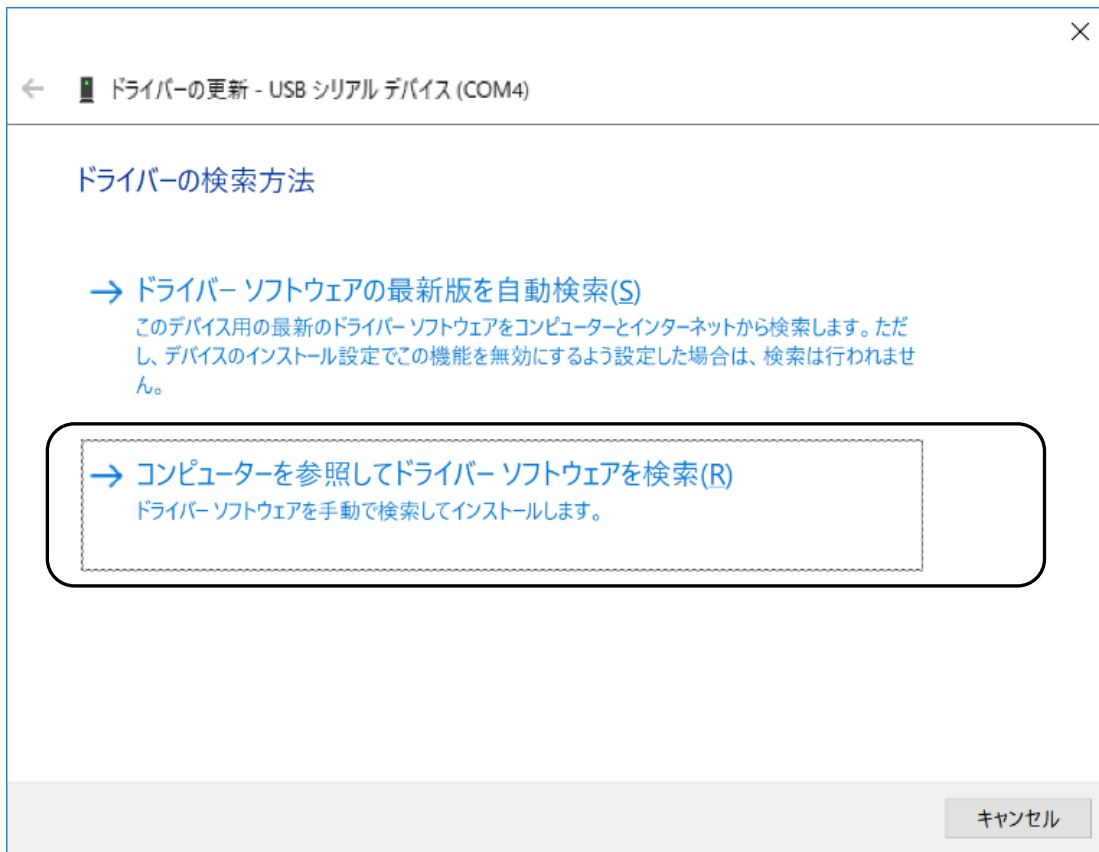 ドライバーの更新 - USB シリアル デバイス (COM4)
ドライバーの検索方法
→ ドライバー ソフトウェアの最新版を自動検索(S)
このデバイス用の最新のドライバー ソフトウェアをコンピューターとインターネットから検索します。ただ
し、デバイスのインストール設定でこの機能を無効にするよう設定した場合は、検索は行われませ
ん。
→ コンピューターを参照してドライバー ソフトウェアを検索(R)
ドライバー ソフトウェアを手動で検索してインストールします。
キャンセル